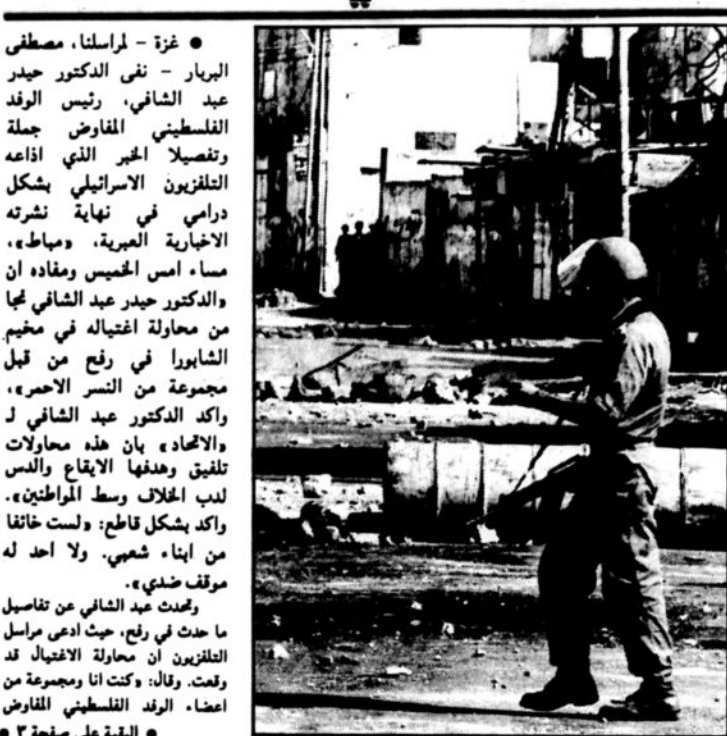 ● غزة - لمراسلنا، مصطفى
البربار - نفى الدكتور حيدر
عبد الشافي، رئيس الوفد
الفلسطيني المفاوض جملة
وتفصيلا الخبر الذي اذاعه
التلفزيون الاسرائيلي بشكل
درامي في نهاية نشرته
الاخبارية العبرية، «مباط»،
مساء امس الخميس ومفاده ان
«الدكتور حيدر عبد الشافي نجا
من محاولة اغتياله في مخيم
الشابورا في رفح من قبل
مجموعة من النسر الاحمر»،
واكد الدكتور عبد الشافي لـ
«الاتحاد» بان هذه محاولات
تلفيق وهدفها الايقاع والدس
لدب الخلاف وسط المواطنين».
واكد بشكل قاطع: «لست خائفا
من ابناء شعبي. ولا احد له
موقف ضدي».
وتحدث عبد الشافي عن تفاصيل
ما حدث في رفح، حيث ادعى مراسل
التلفزيون ان محاولة الاغتيال قد
وقعت. وقال: «كنت انا ومجموعة من
اعضاء الوفد الفلسطيني المفاوض
● البقية على صفحة ٣ ●